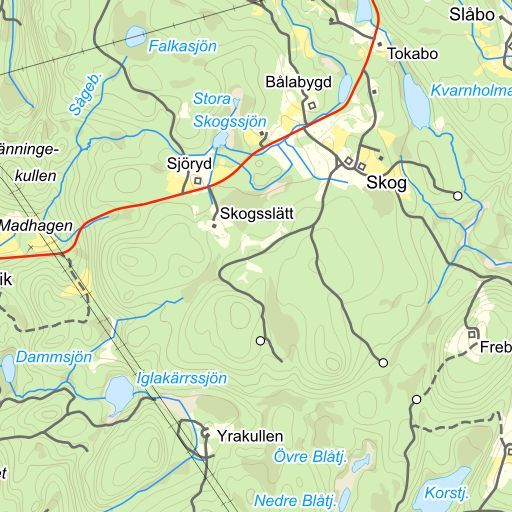 Slåbo
Falkasjön
Tokabo
Bålabygd
Sågeb.
Stora
Skogssjön
Kvarnholma
änninge-
kullen
Sjöryd
Skog
Skogsslätt
Madhagen
ik
Freb
Dammsjön
Iglakärrssjön
Yrakullen
Övre Blåtj.
et
Nedre Blåtj.
Korstj.